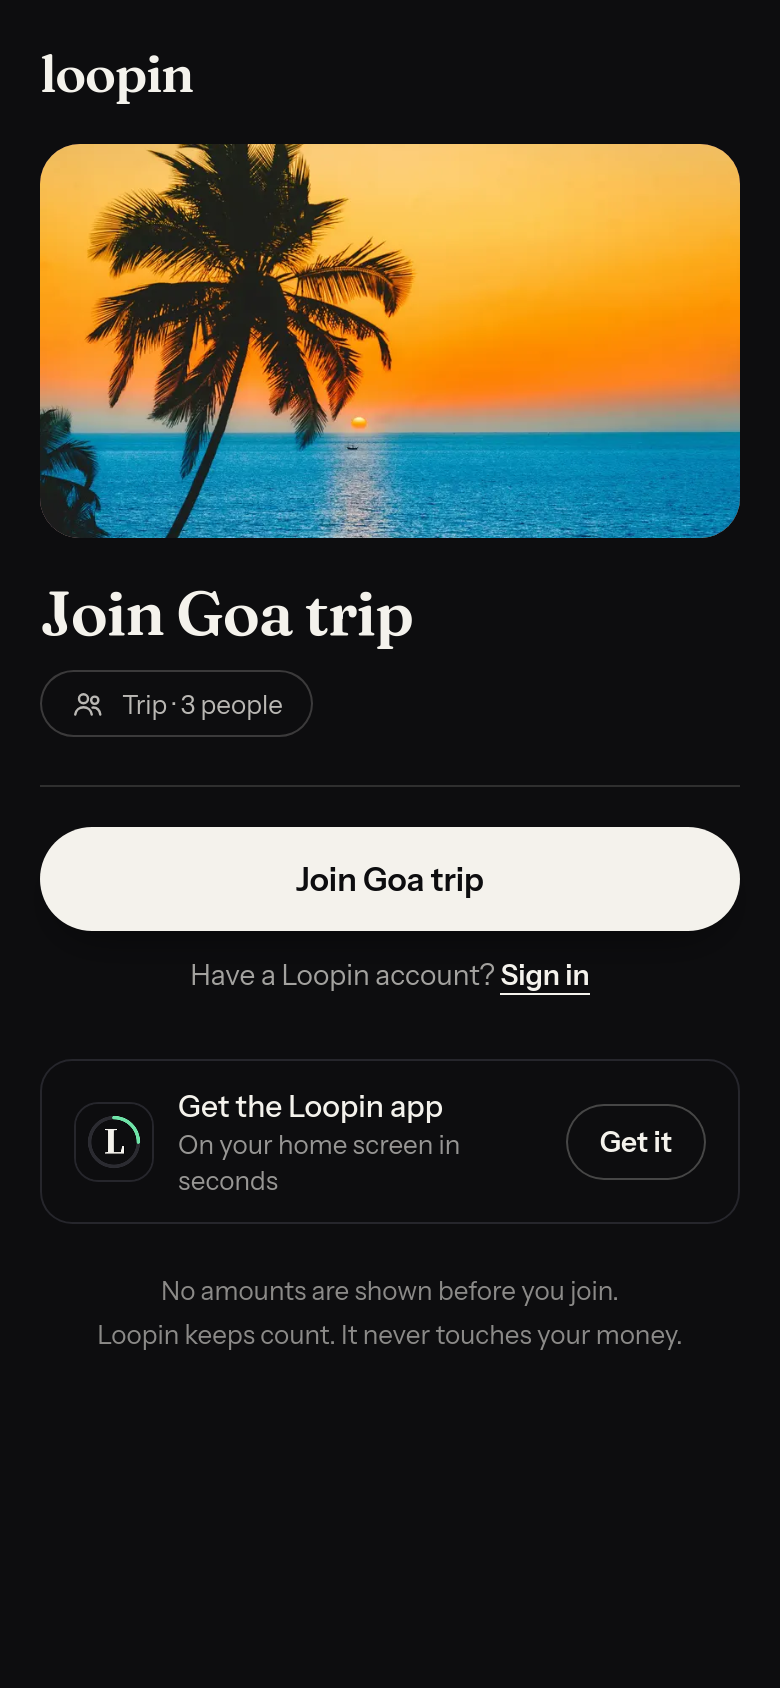 loopin
Join Goa trip
Trip · 3 people
Join Goa trip
Have a Loopin account? Sign in
L
Get the Loopin app
On your home screen in
seconds
Get it
No amounts are shown before you join.
Loopin keeps count. It never touches your money.